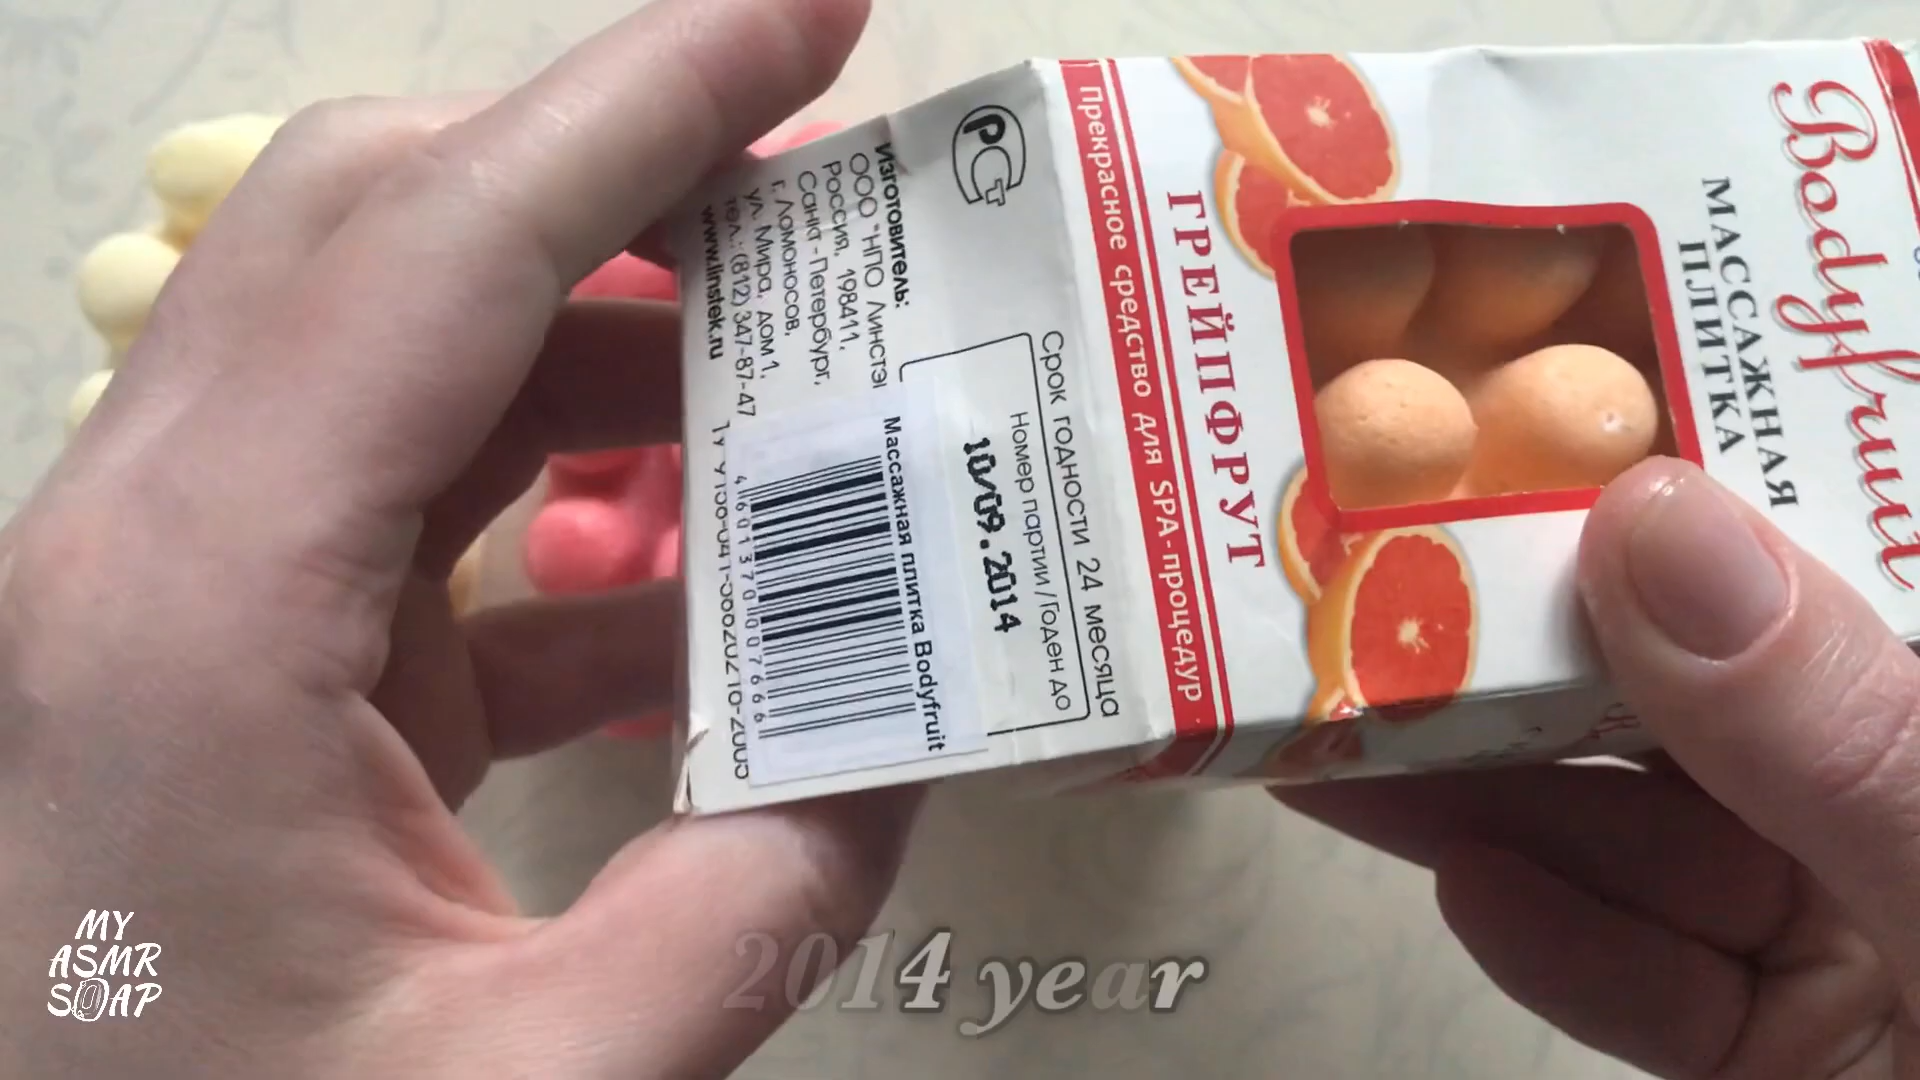 Bodyfruit
МАССАЖНАЯ
ПЛИТКА
ГРЕЙПФРУТ
Прекрасное средство для SPA-процедур
РСТ
Срок годности 24 месяца
Номер партии / Годен до
10/09.2014
Изготовитель:
ООО "НПО
Россия, 198411,
Санкт-Петербург,
г. Ломоносов,
ул. Мира, дом 1,
тел.: (812) 347-87-47
www.linstek.ru
Массажная плитка Bodyfruit
4601370007666
2014 year
MY
ASMR
SOAP